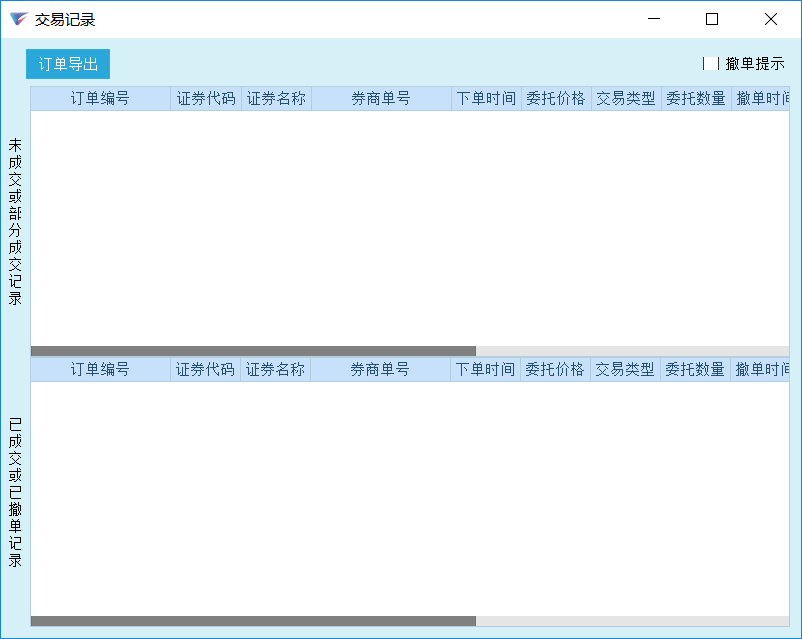 交易记录
订单导出
撤单提示
订单编号 证券代码 证券名称 券商单号 下单时间 委托价格 交易类型 委托数量 撤单时间
未成交或部分成交记录
订单编号 证券代码 证券名称 券商单号 下单时间 委托价格 交易类型 委托数量 撤单时间
已成交或已撤单记录